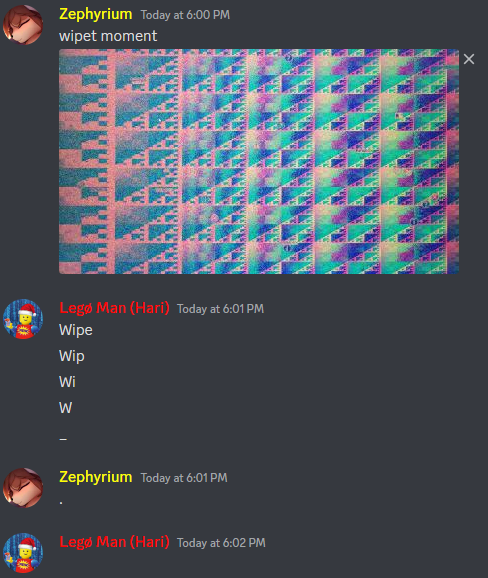 Zephyrium Today at 6:00 PM
wipet moment
Legø Man (Hari) Today at 6:01 PM
Wipe
Wip
Wi
W
_
Zephyrium Today at 6:01 PM
.
Legø Man (Hari) Today at 6:02 PM